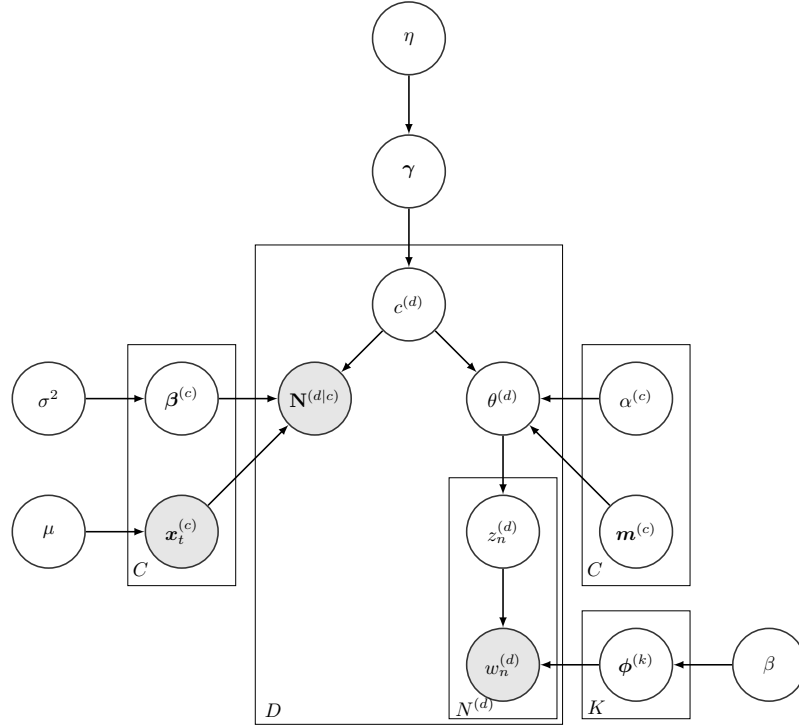 η
γ
c^{(d)}
σ² β^{(c)} N^{(d|c)} θ^{(d)} α^{(c)}
μ x_t^{(c)} z_n^{(d)} m^{(c)}
C C
w_n^{(d)} ϕ^{(k)} β
D N^{(d)} K